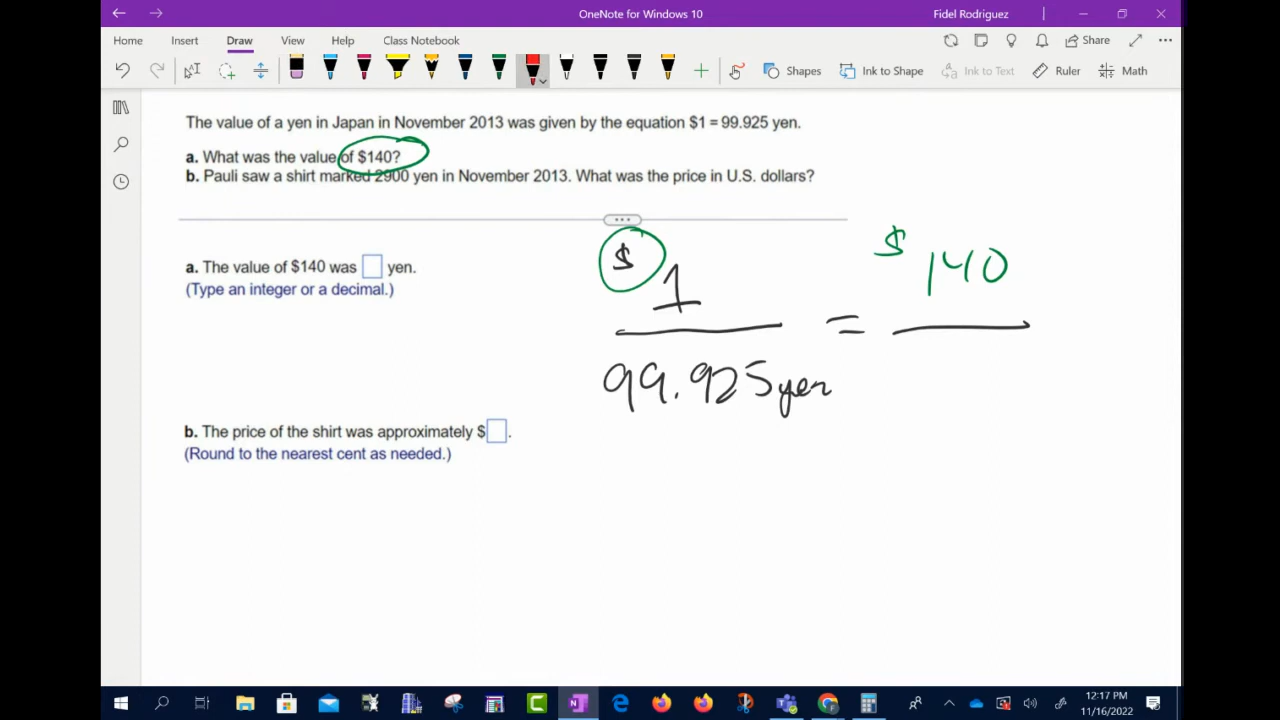 OneNote for Windows 10
Fidel Rodriguez
Home Insert Draw View Help Class Notebook
Share
Shapes Ink to Shape Ink to Text Ruler Math
The value of a yen in Japan in November 2013 was given by the equation $1 = 99.925 yen.
a. What was the value of $140?
b. Pauli saw a shirt marked 2900 yen in November 2013. What was the price in U.S. dollars?
a. The value of $140 was yen.
(Type an integer or a decimal.)
$ 1 = $ 140
99.925 yen
b. The price of the shirt was approximately $ .
(Round to the nearest cent as needed.)
12:17 PM
11/16/2022